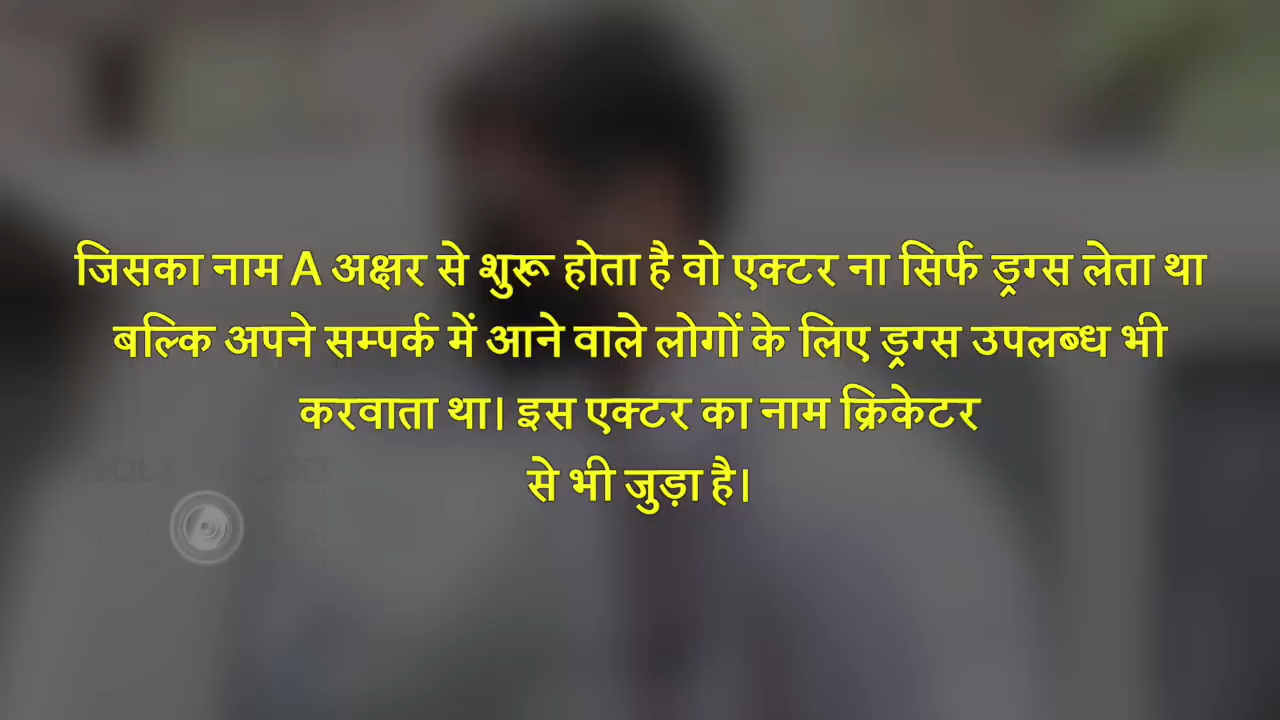 जिसका नाम A अक्षर से शुरू होता है वो एक्टर ना सिर्फ ड्रग्स लेता था
बल्कि अपने सम्पर्क में आने वाले लोगों के लिए ड्रग्स उपलब्ध भी
करवाता था। इस एक्टर का नाम क्रिकेटर
से भी जुड़ा है।